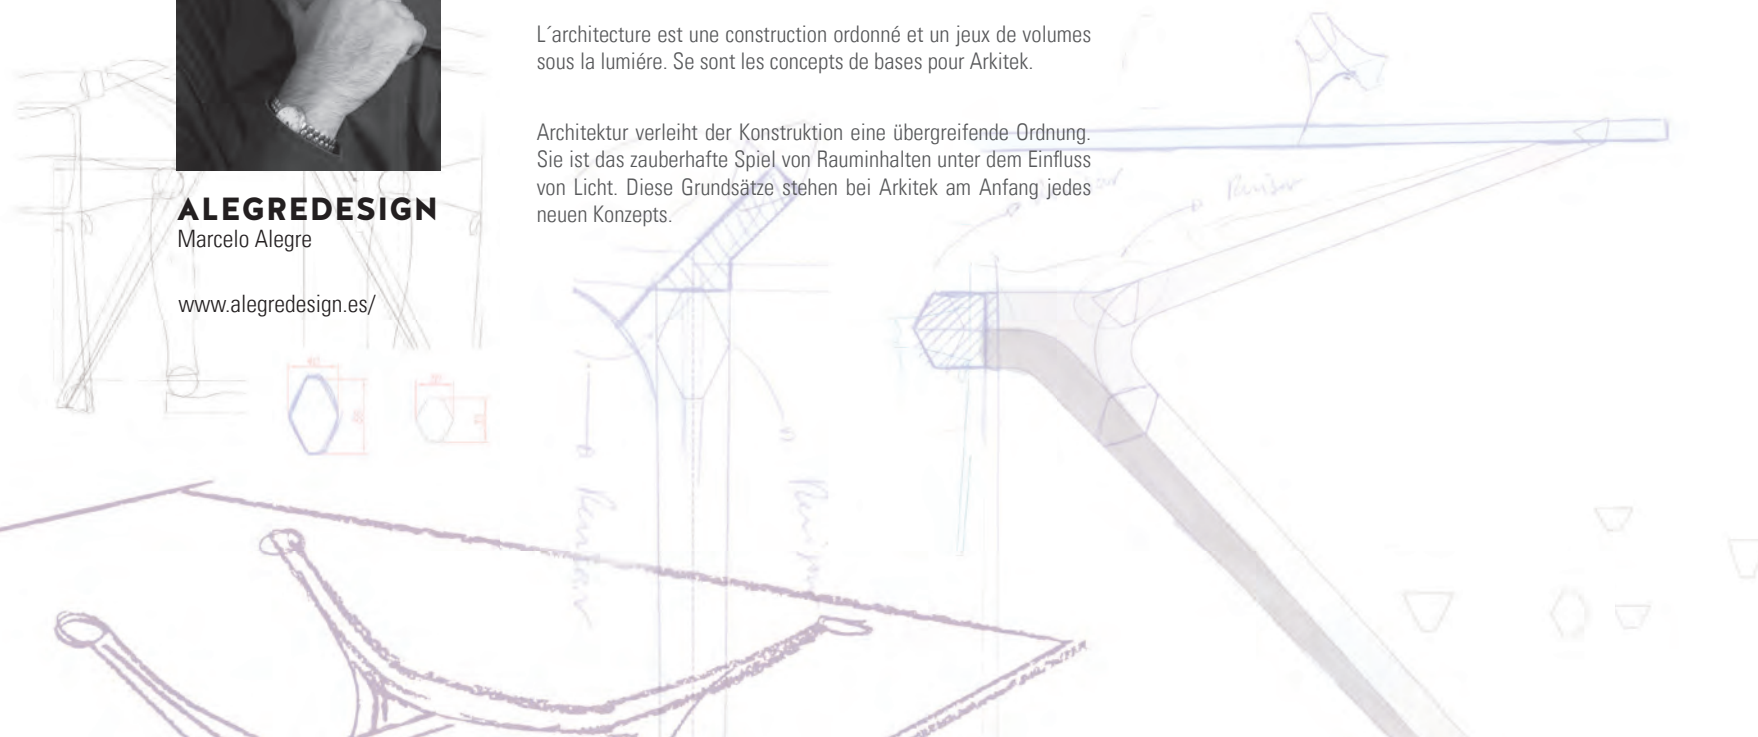 L´architecture est une construction ordonné et un jeux de volumes
sous la lumiére. Se sont les concepts de bases pour Arkitek.
Architektur verleiht der Konstruktion eine übergreifende Ordnung.
Sie ist das zauberhafte Spiel von Rauminhalten unter dem Einfluss
von Licht. Diese Grundsätze stehen bei Arkitek am Anfang jedes
neuen Konzepts.
ALEGREDESIGN
Marcelo Alegre
www.alegredesign.es/